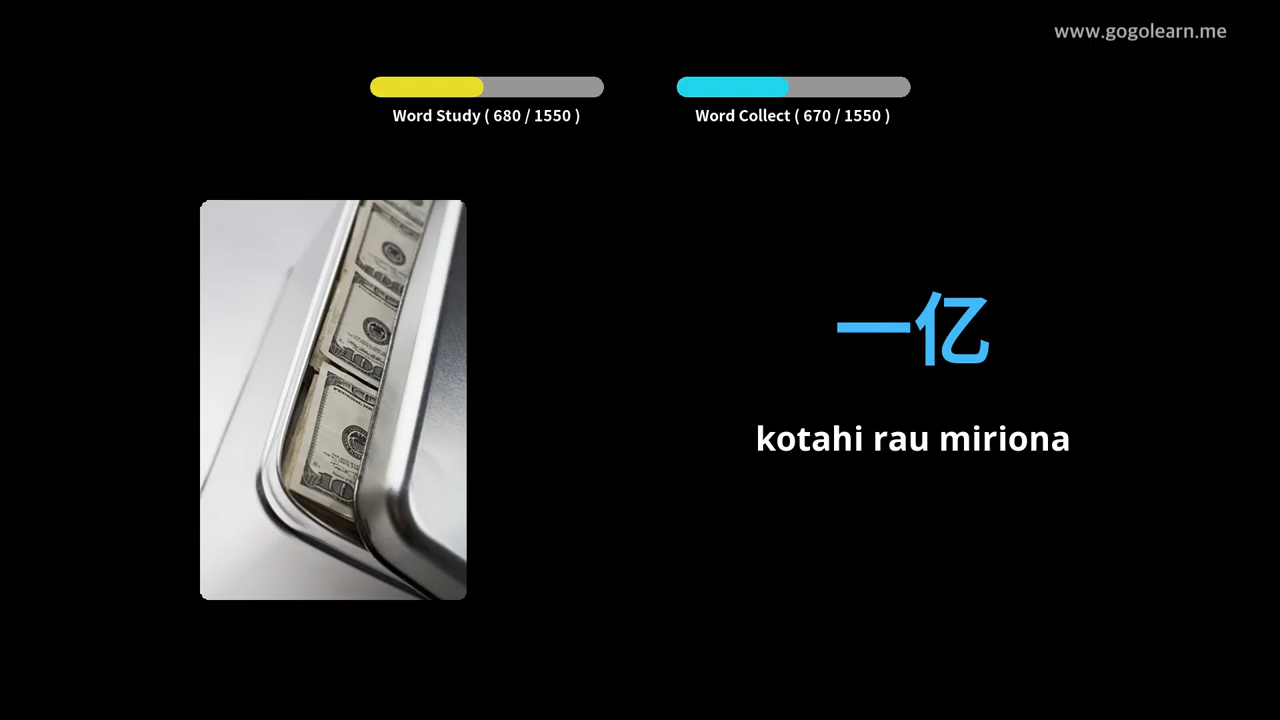 www.gogolearn.me
Word Study ( 680 / 1550 )
Word Collect ( 670 / 1550 )
一亿
kotahi rau miriona